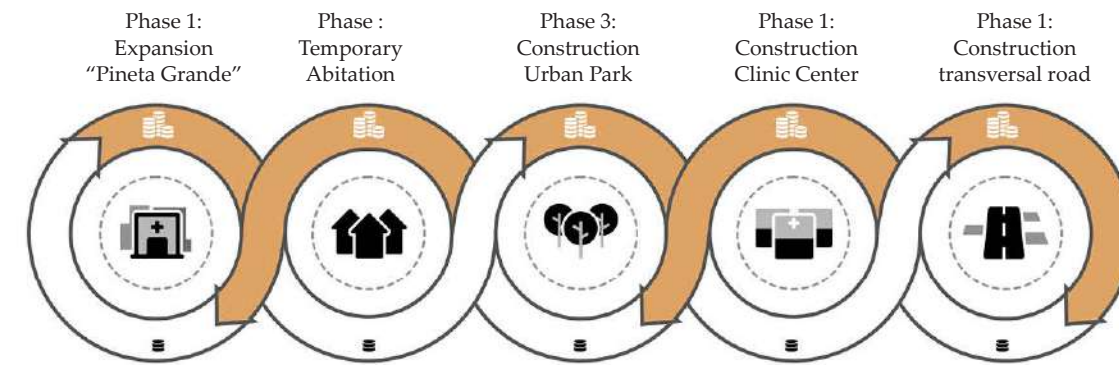 Phase 1:
Expansion
“Pineta Grande”
Phase :
Temporary
Abitation
Phase 3:
Construction
Urban Park
Phase 1:
Construction
Clinic Center
Phase 1:
Construction
transversal road